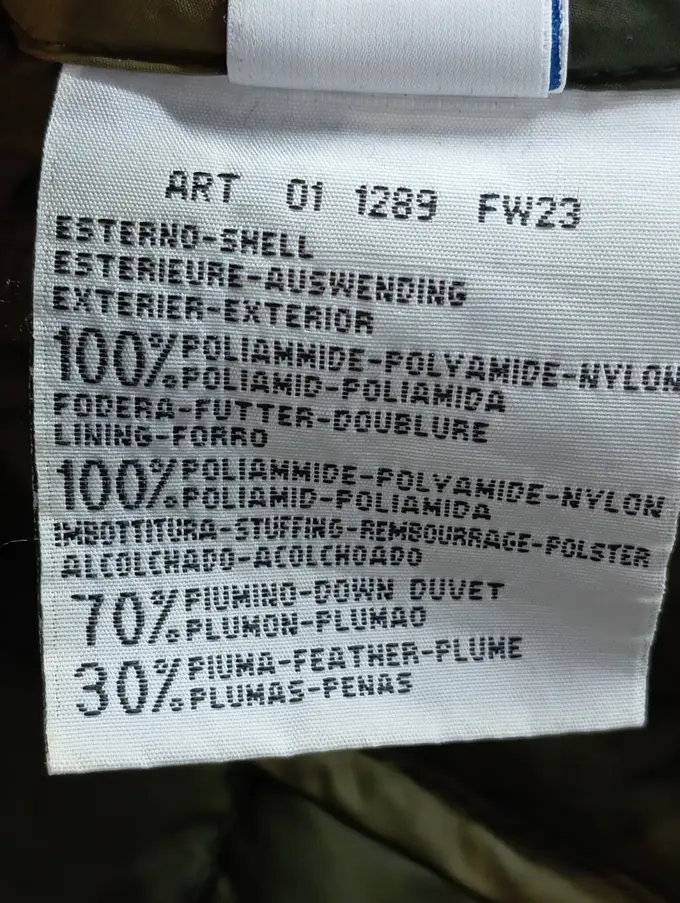 ART 01 1289 FW23
ESTERNO-SHELL
ESTERIEURE-AUSWENDING
EXTERIER-EXTERIOR
100% POLIAMMIDE-POLYAMIDE-NYLON
POLIAMID-POLIAMIDA
FODERA-FUTTER-DOUBLURE
LINING-FORRO
100% POLIAMMIDE-POLYAMIDE-NYLON
POLIAMID-POLIAMIDA
IMBOTTITURA-STUFFING-REMBOURRAGE-POLSTER
ALCOLCHADO-ACOLCHOADO
70% PIUMINO-DOWN DUVET
PLUMON-PLUMAO
30% PIUMA-FEATHER-PLUME
PLUMAS-PENAS